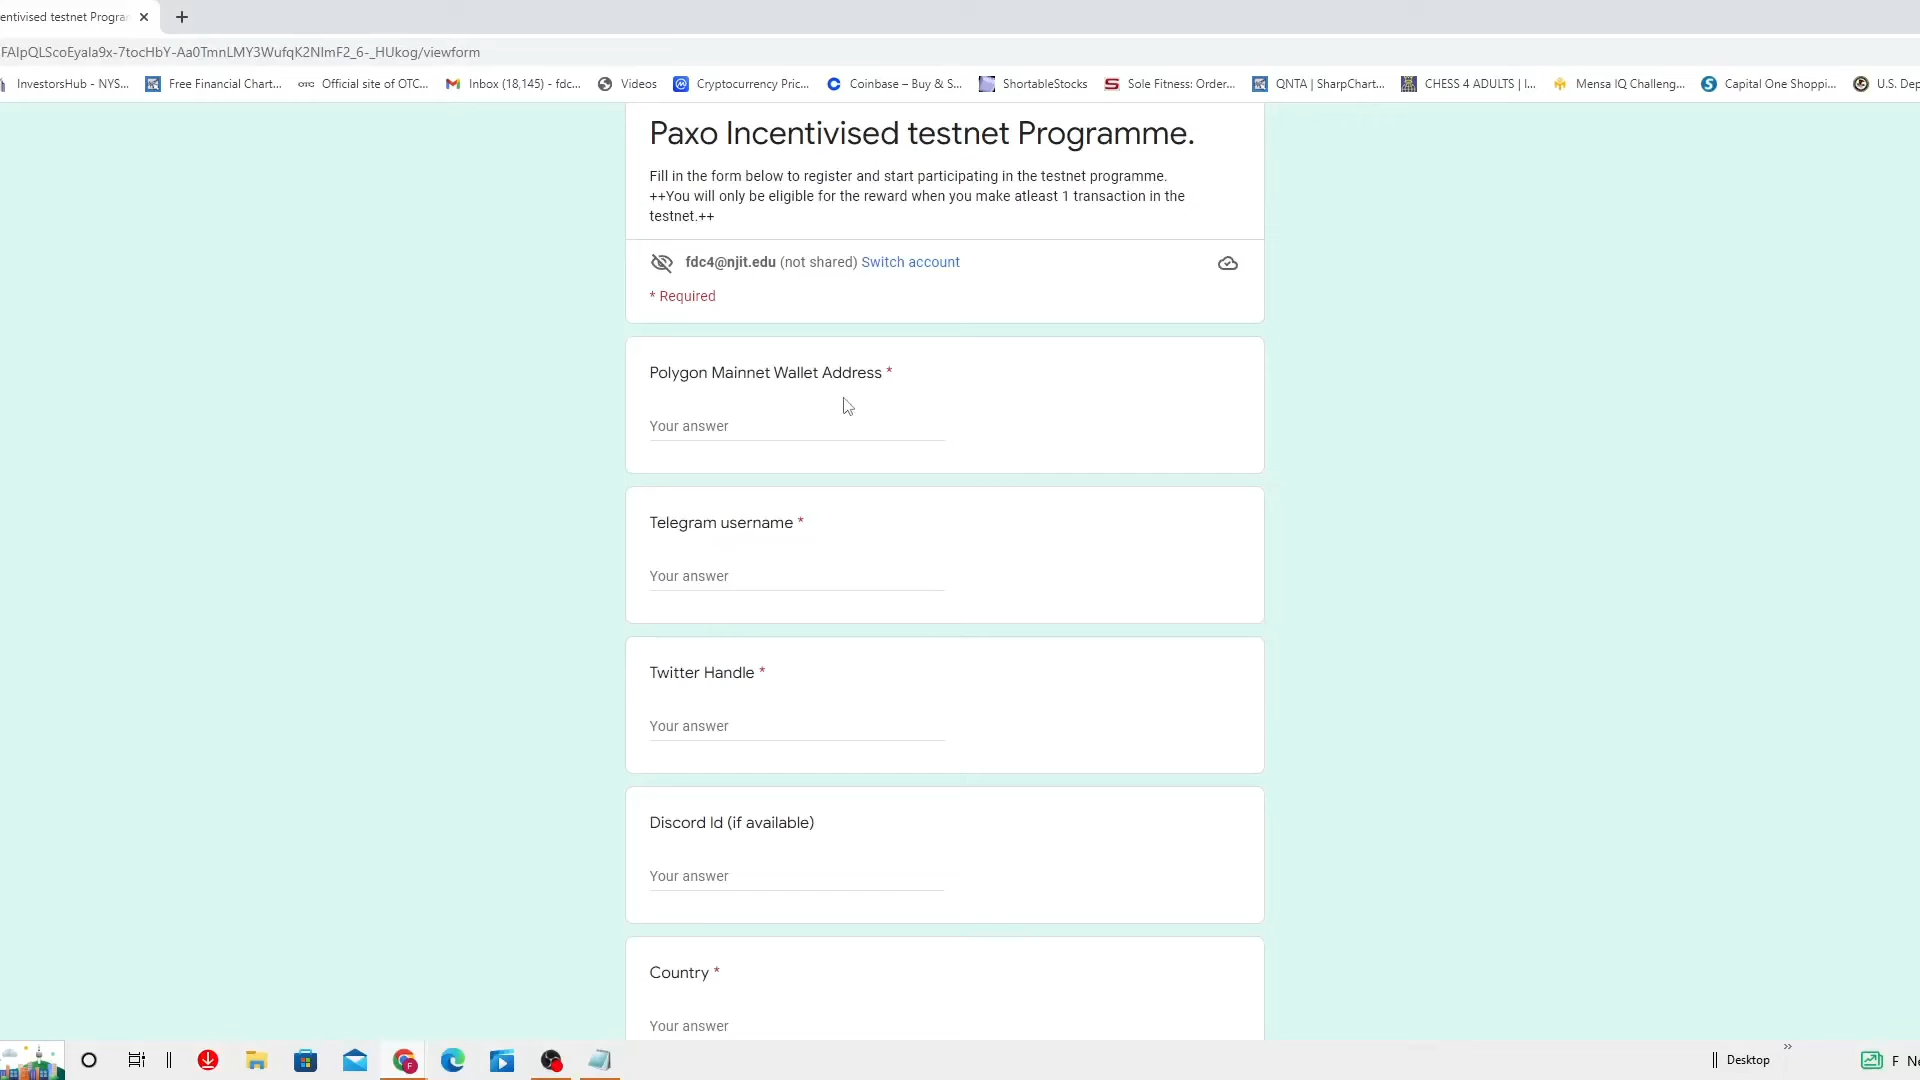 entivised testnet Progra
FAIpQLScoEyala9x-7tocHbY-Aa0TmnLMY3WufqK2NlmF2_6-_HUkog/viewform
InvestorsHub - NYS...
Free Financial Chart...
Official site of OTC...
Inbox (18,145) - fdc...
Videos
Cryptocurrency Pric...
Coinbase – Buy & S...
ShortableStocks
Sole Fitness: Order...
QNTA | SharpChart...
CHESS 4 ADULTS | I...
Mensa IQ Challeng...
Capital One Shoppi...
U.S. Dep
Paxo Incentivised testnet Programme.
Fill in the form below to register and start participating in the testnet programme.
++You will only be eligible for the reward when you make atleast 1 transaction in the
testnet.++
fdc4@njit.edu (not shared) Switch account
* Required
Polygon Mainnet Wallet Address *
Your answer
Telegram username *
Your answer
Twitter Handle *
Your answer
Discord Id (if available)
Your answer
Country *
Your answer
Desktop
F Ne